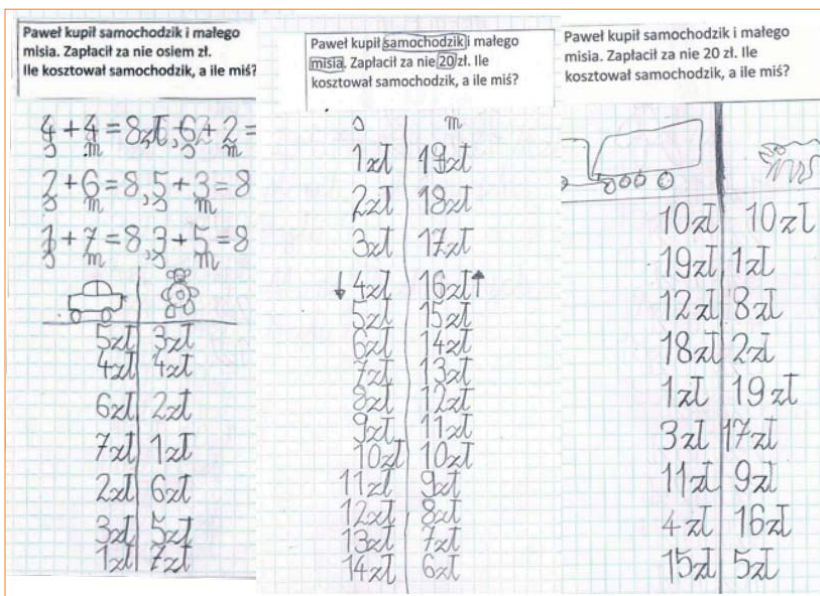 Paweł kupił samochodzik i małego
misia. Zapłacił za nie osiem zł.
Ile kosztował samochodzik, a ile miś?
4 + 4 = 8zł, 6 + 2 =
s m s
2 + 6 = 8, 5 + 3 = 8
s m s m
1 + 7 = 8, 3 + 5 = 8
s m s m
5zł 3zł
4zł 4zł
6zł 2zł
7zł 1zł
2zł 6zł
3zł 5zł
1zł 7zł
Paweł kupił samochodzik i małego
misia. Zapłacił za nie 20 zł. Ile
kosztował samochodzik, a ile miś?
s m
1zł 19zł
2zł 18zł
3zł 17zł
↓ 4zł 16zł ↑
5zł 15zł
6zł 14zł
7zł 13zł
8zł 12zł
9zł 11zł
10zł 10zł
11zł 9zł
12zł 8zł
13zł 7zł
14zł 6zł
Paweł kupił samochodzik i małego
misia. Zapłacił za nie 20 zł. Ile
kosztował samochodzik, a ile miś?
10zł 10zł
19zł 1zł
12zł 8zł
18zł 2zł
1zł 19zł
3zł 17zł
11zł 9zł
4zł 16zł
15zł 5zł